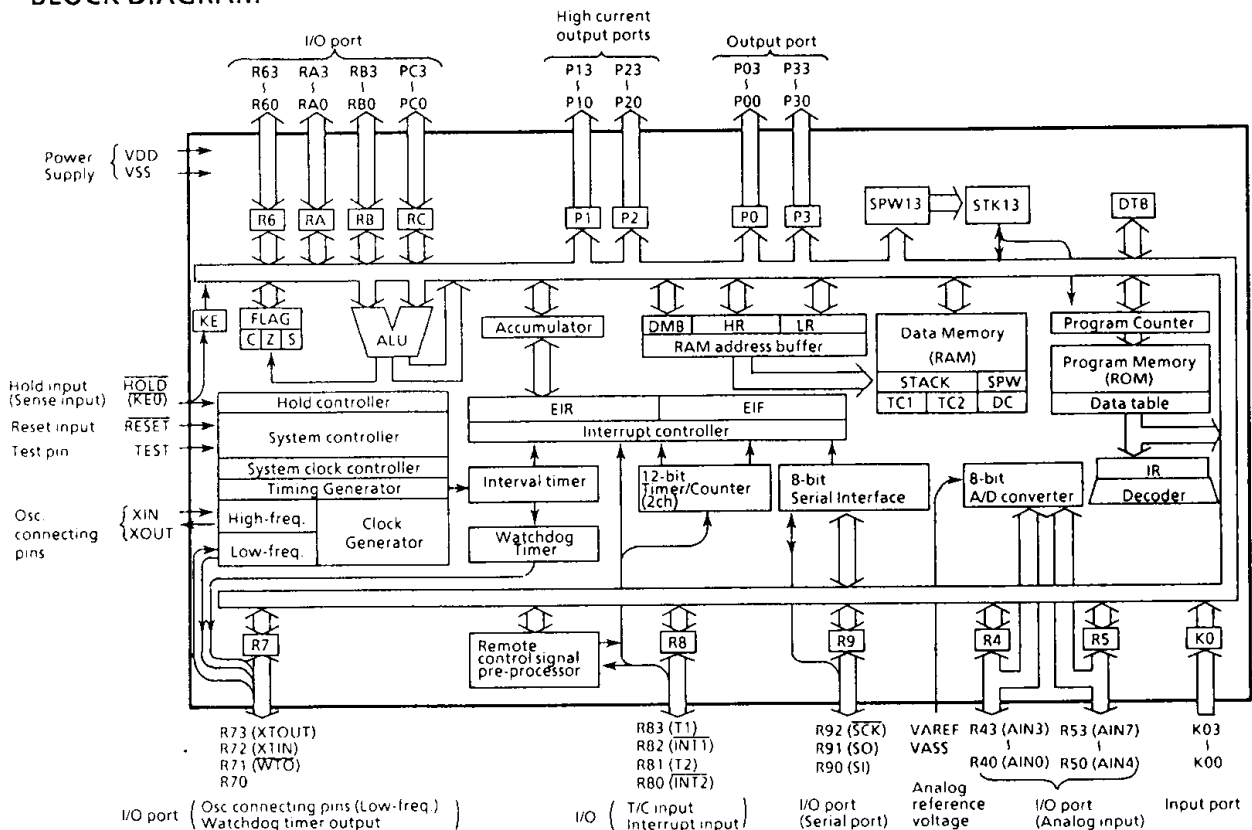 BLOCK DIAGRAM
High current
output ports
I/O port
Output port
R63 RA3 RB3 PC3 P13 P23 P03 P33
R60 RA0 RB0 PC0 P10 P20 P00 P30
Power
Supply
VDD
VSS
R6 RA RB RC P1 P2 P0 P3 SPW13 STK13 DTB
KE
FLAG
C Z S
ALU
Accumulator
DMB HR LR
RAM address buffer
Data Memory
(RAM)
STACK SPW
TC1 TC2 DC
Program Counter
Program Memory
(ROM)
Data table
Hold input
(Sense input)
HOLD
(KE0)
Reset input RESET
Test pin TEST
Hold controller
System controller
System clock controller
Timing Generator
High-freq.
Low-freq.
Clock
Generator
Osc.
connecting
pins
XIN
XOUT
EIR EIF
Interrupt controller
Interval timer
Watchdog
Timer
12-bit
Timer/Counter
(2ch)
8-bit
Serial Interface
8-bit
A/D converter
IR
Decoder
R7
Remote
control signal
pre-processor
R8 R9 R4 R5 K0
R73 (XTOUT)
R72 (XTIN)
R71 (WTO)
R70
R83 (T1)
R82 (INT1)
R81 (T2)
R80 (INT2)
R92 (SCK)
R91 (SO)
R90 (SI)
VAREF
VASS
R43 (AIN3)
R40 (AIN0)
R53 (AIN7)
R50 (AIN4)
K03
K00
I/O port ( Osc connecting pins (Low-freq.)
Watchdog timer output )
I/O ( T/C input
Interrupt input )
I/O port
(Serial port)
Analog
reference
voltage
I/O port
(Analog input)
Input port